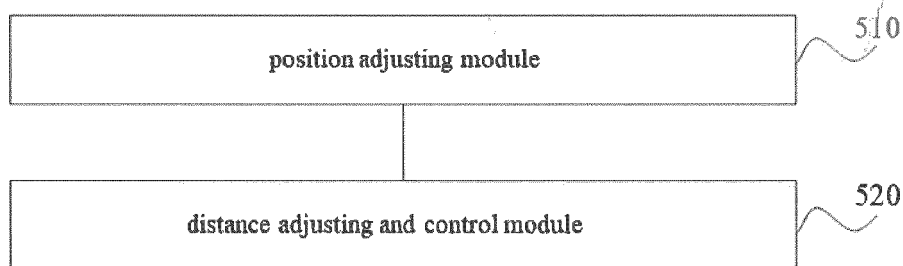 510
position adjusting module
520
distance adjusting and control module